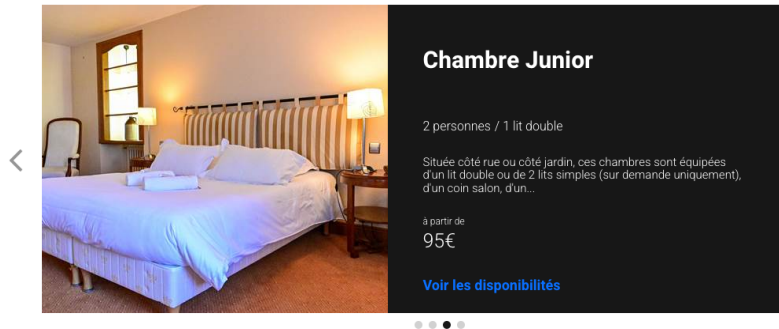 Chambre Junior
2 personnes / 1 lit double
Située côté rue ou côté jardin, ces chambres sont équipées
d'un lit double ou de 2 lits simples (sur demande uniquement),
d'un coin salon, d'un...
à partir de
95€
Voir les disponibilités